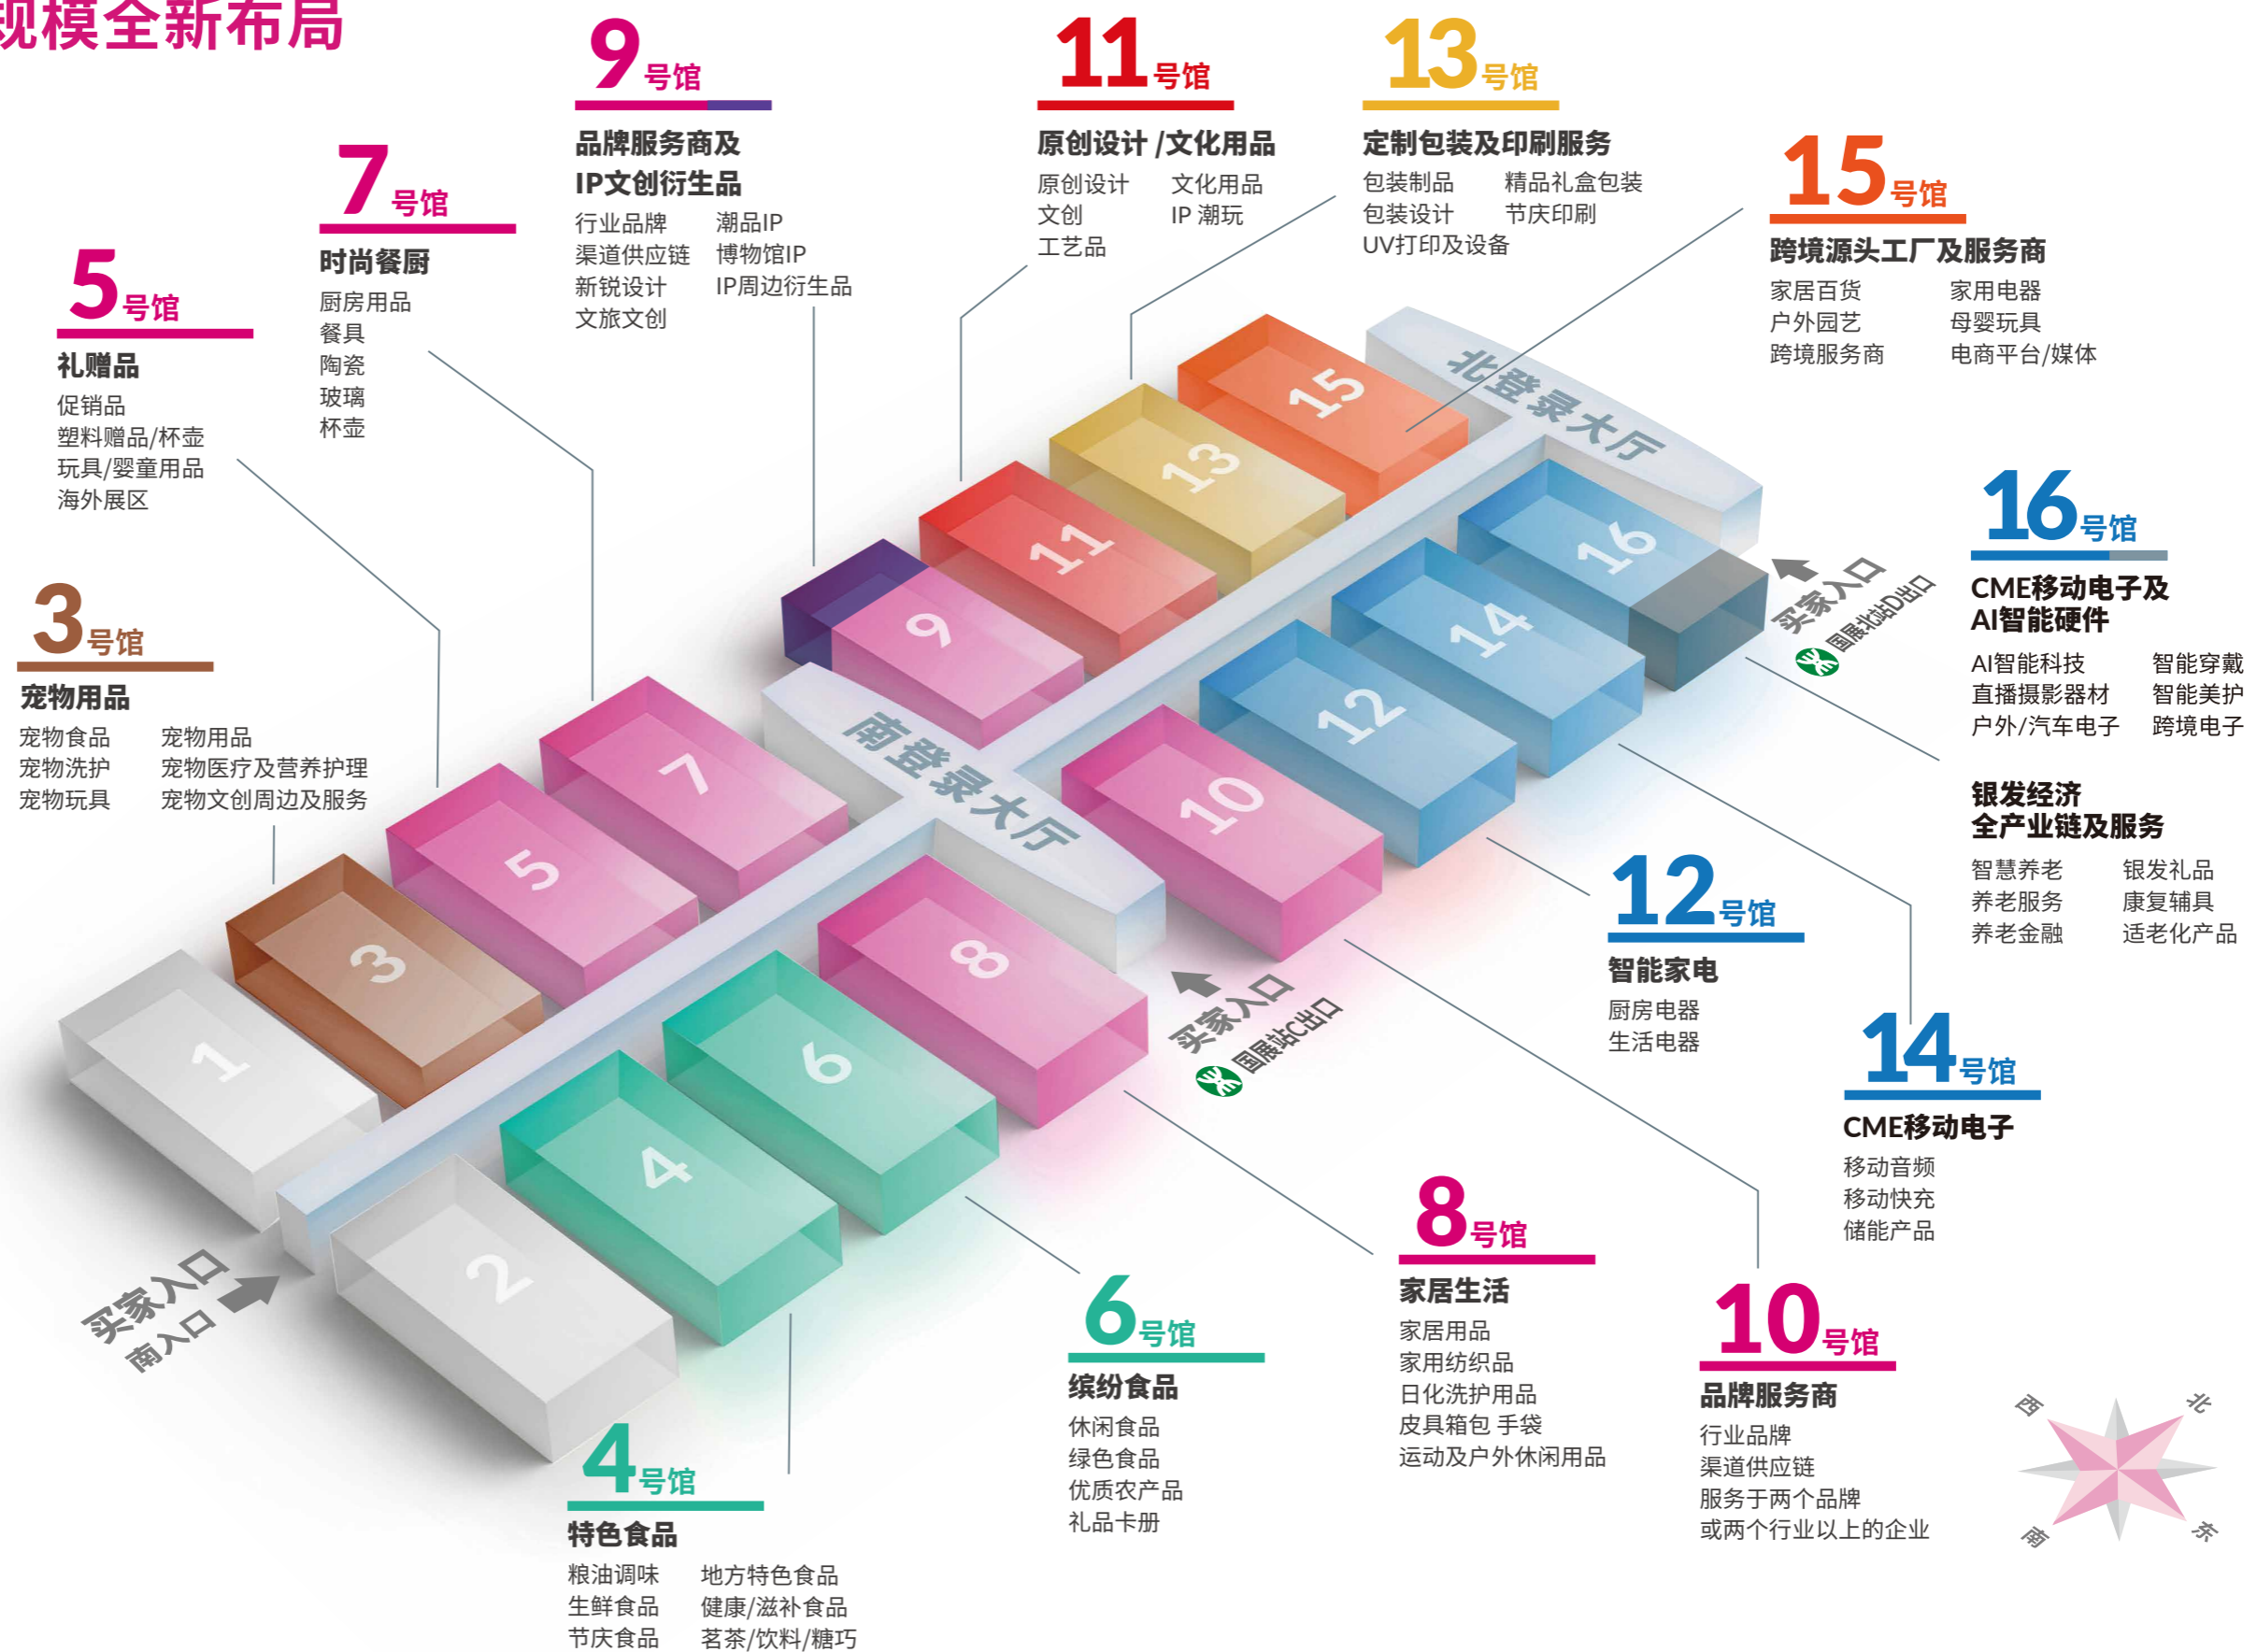 规模全新布局
9号馆
品牌服务商及
IP文创衍生品
行业品牌 潮品IP
渠道供应链 博物馆IP
新锐设计 IP周边衍生品
文旅文创
11号馆
原创设计 /文化用品
原创设计 文化用品
文创 IP 潮玩
工艺品
13号馆
定制包装及印刷服务
包装制品 精品礼盒包装
包装设计 节庆印刷
UV打印及设备
15号馆
跨境源头工厂及服务商
家居百货 家用电器
户外园艺 母婴玩具
跨境服务商 电商平台/媒体
7号馆
时尚餐厨
厨房用品
餐具
陶瓷
玻璃
杯壶
5号馆
礼赠品
促销品
塑料赠品/杯壶
玩具/婴童用品
海外展区
3号馆
宠物用品
宠物食品 宠物用品
宠物洗护 宠物医疗及营养护理
宠物玩具 宠物文创周边及服务
16号馆
CME移动电子及
AI智能硬件
AI智能科技 智能穿戴
直播摄影器材 智能美护
户外/汽车电子 跨境电子
银发经济
全产业链及服务
智慧养老 银发礼品
养老服务 康复辅具
养老金融 适老化产品
15
北登录大厅
13
11
16
9
14
买家入口
国展北站D出口
12
7
南登录大厅
10
5
8
3
6
买家入口
国展站C出口
1
4
2
买家入口
南入口
12号馆
智能家电
厨房电器
生活电器
14号馆
CME移动电子
移动音频
移动快充
储能产品
8号馆
家居生活
家居用品
家用纺织品
日化洗护用品
皮具箱包 手袋
运动及户外休闲用品
6号馆
缤纷食品
休闲食品
绿色食品
优质农产品
礼品卡册
10号馆
品牌服务商
行业品牌
渠道供应链
服务于两个品牌
或两个行业以上的企业
4号馆
特色食品
粮油调味 地方特色食品
生鲜食品 健康/滋补食品
节庆食品 茗茶/饮料/糖巧
西 北
南 东